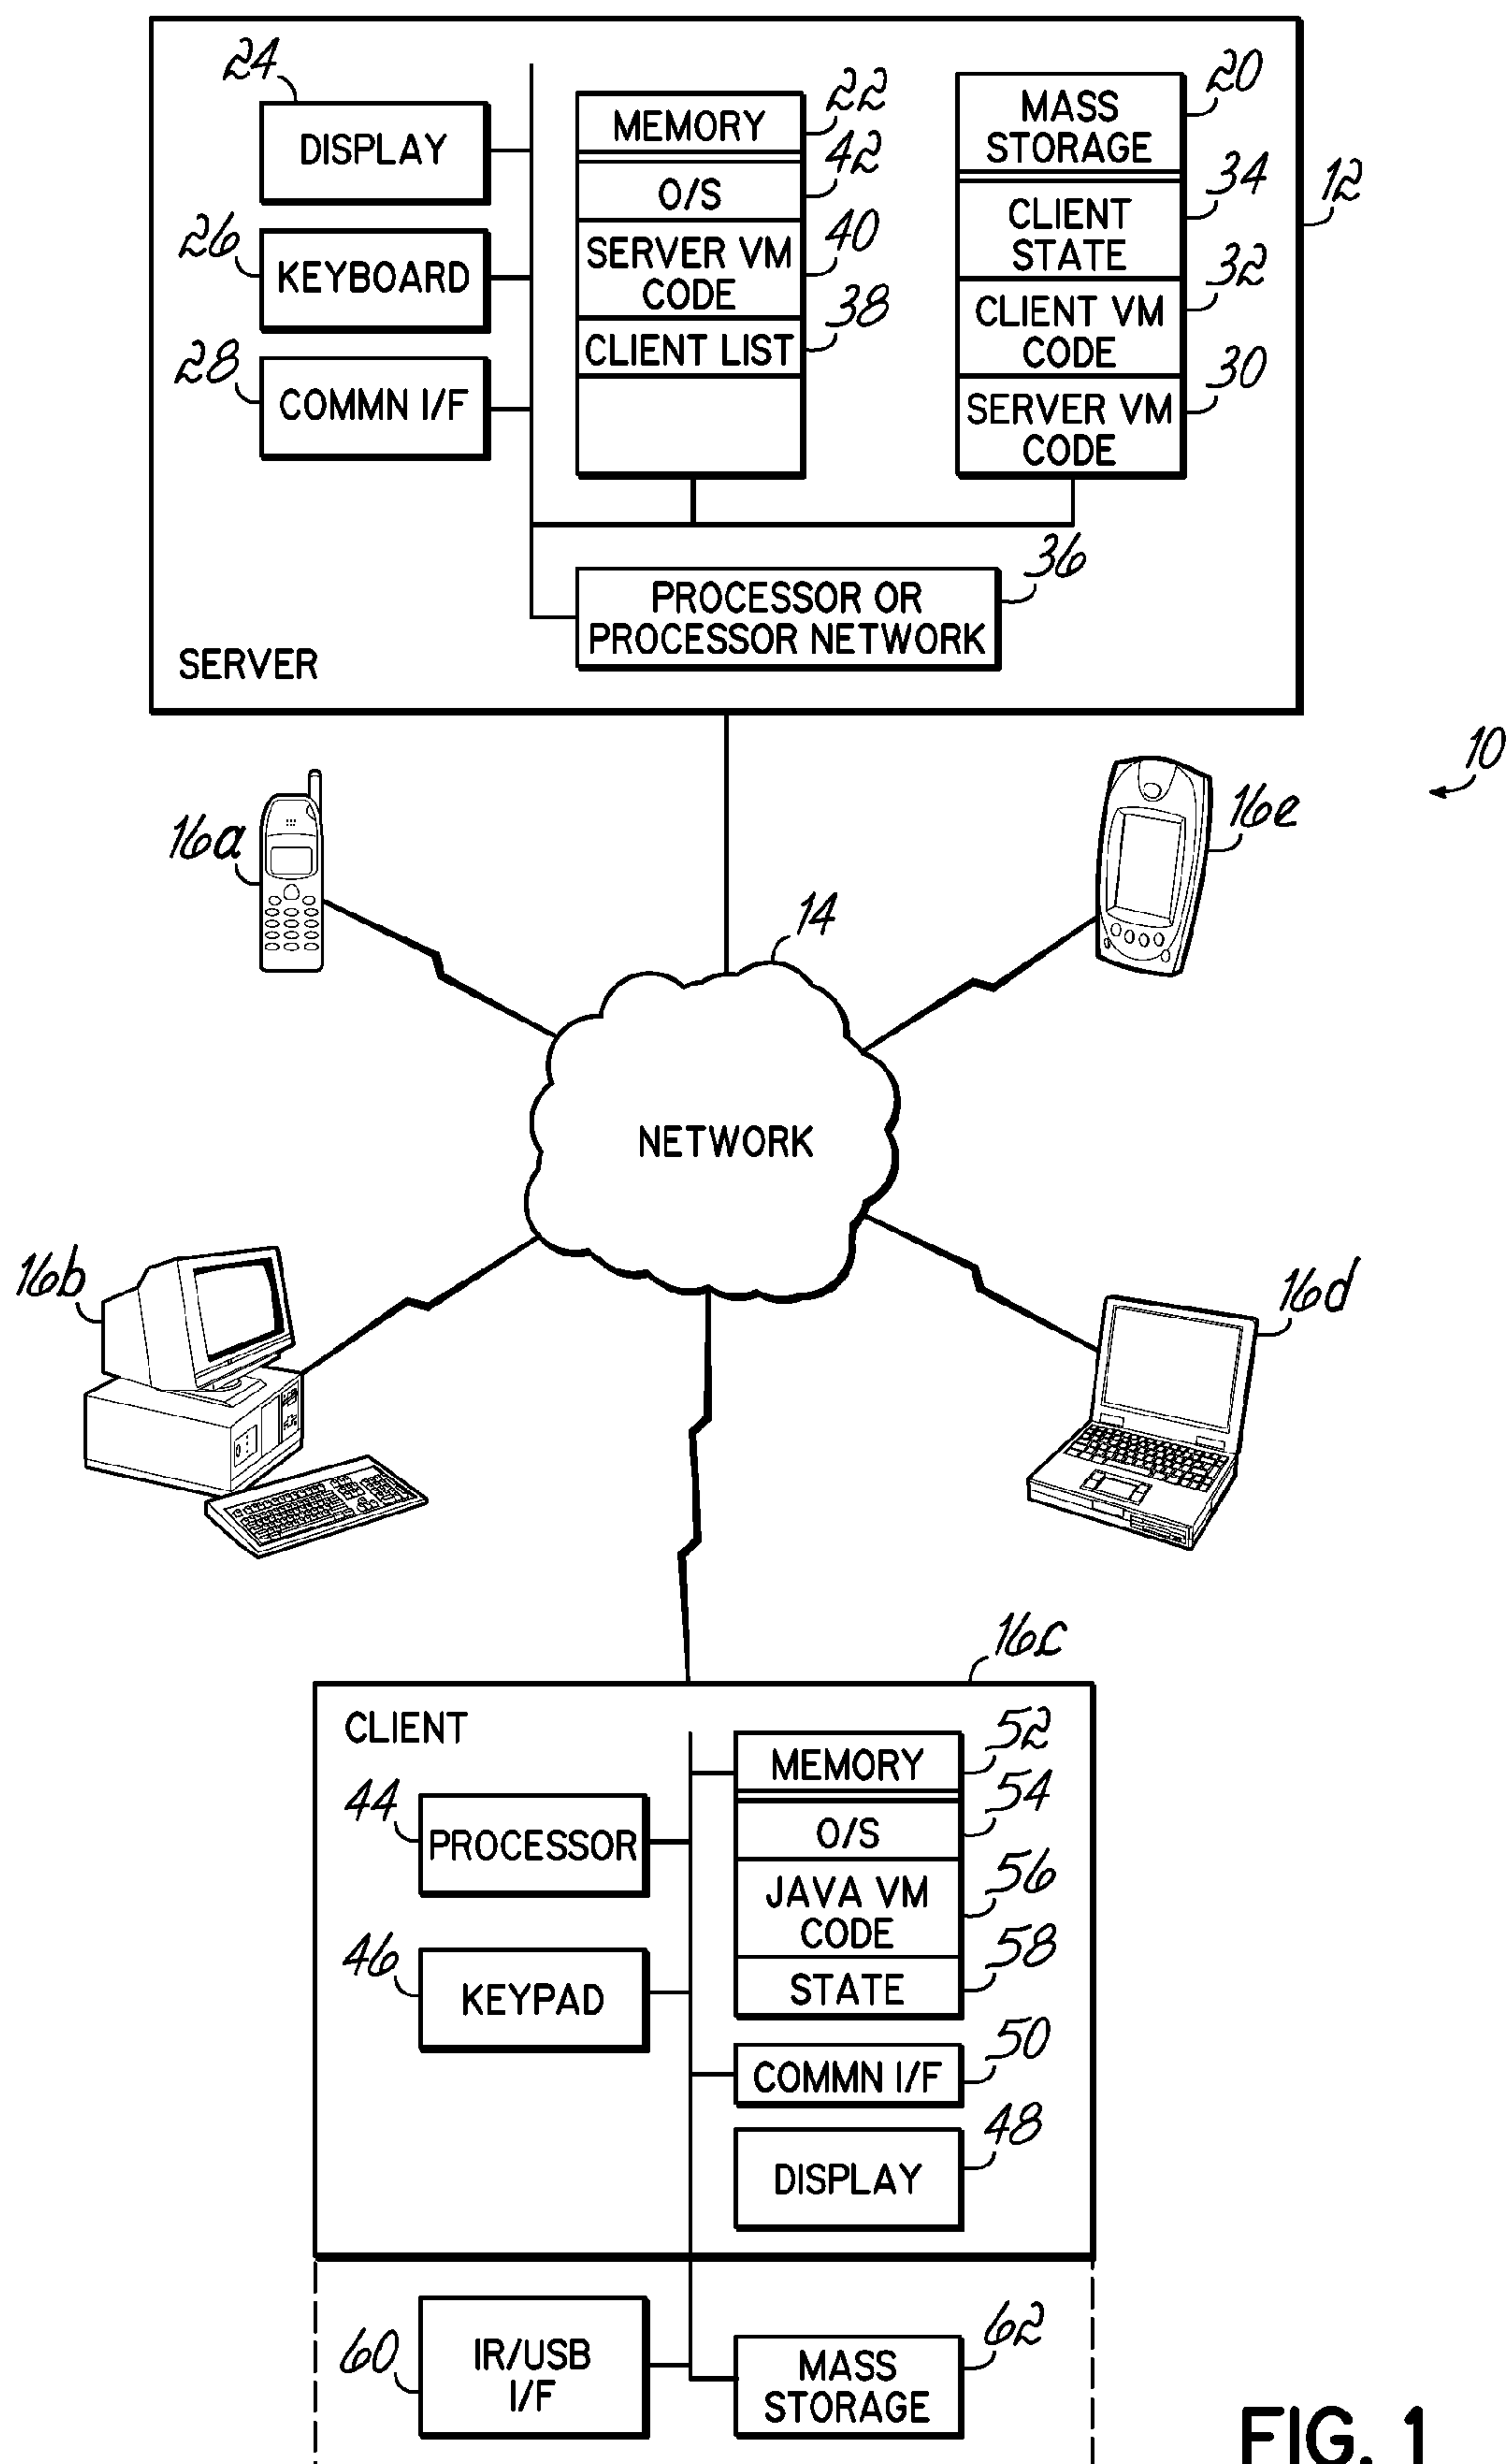 24
DISPLAY
26
KEYBOARD
28
COMMN I/F
MEMORY
22
O/S
42
SERVER VM
CODE
40
CLIENT LIST
38
MASS
STORAGE
20
CLIENT
STATE
34
CLIENT VM
CODE
32
SERVER VM
CODE
30
12
PROCESSOR OR
PROCESSOR NETWORK
36
SERVER
10
16a
16e
14
NETWORK
16b
16d
16c
CLIENT
44
PROCESSOR
46
KEYPAD
MEMORY
52
O/S
54
JAVA VM
CODE
56
STATE
58
COMMN I/F
50
DISPLAY
48
60
IR/USB
I/F
MASS
STORAGE
62
FIG. 1